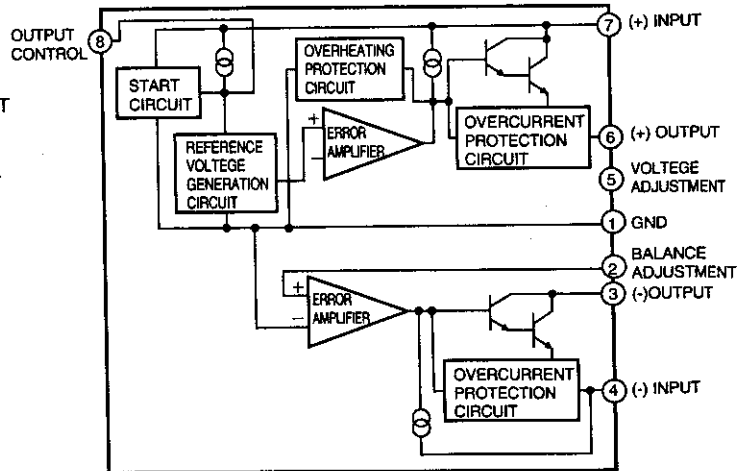 OUTPUT
CONTROL
8
7
(+) INPUT
T
START
CIRCUIT
OVERHEATING
PROTECTION
CIRCUIT
REFERENCE
VOLTEGE
GENERATION
CIRCUIT
+
−
ERROR
AMPLIFIER
OVERCURRENT
PROTECTION
CIRCUIT
6
(+) OUTPUT
5
VOLTEGE
ADJUSTMENT
1
GND
2
BALANCE
ADJUSTMENT
+
−
ERROR
AMPLIFIER
3
(-)OUTPUT
OVERCURRENT
PROTECTION
CIRCUIT
4
(-) INPUT